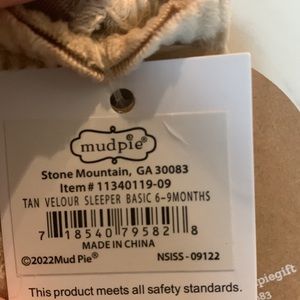 mudpie®
Stone Mountain, GA 30083
Item # 11340119-09
TAN VELOUR SLEEPER BASIC 6-9MONTHS
7 18540 79582 8
MADE IN CHINA
©2022Mud Pie® NSISS - 09122
This product meets all safety standards.